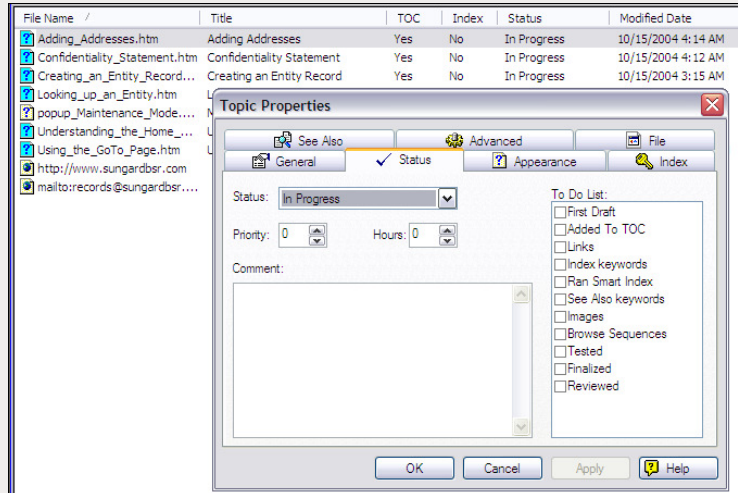 File Name Title TOC Index Status Modified Date
Adding_Addresses.htm Adding Addresses Yes No In Progress 10/15/2004 4:14 AM
Confidentiality_Statement.htm Confidentiality Statement Yes No In Progress 10/15/2004 4:12 AM
Creating_an_Entity_Record... Creating an Entity Record Yes No In Progress 10/15/2004 3:15 AM
Looking_up_an_Entity.htm L
popup_Maintenance_Mode.... N
Understanding_the_Home_... U
Using_the_GoTo_Page.htm U
http://www.sungardbsr.com
mailto:records@sungardbsr....
Topic Properties
See Also Advanced File
General Status Appearance Index
Status: In Progress
Priority: 0 Hours: 0
Comment:
To Do List:
First Draft
Added To TOC
Links
Index keywords
Ran Smart Index
See Also keywords
Images
Browse Sequences
Tested
Finalized
Reviewed
OK Cancel Apply Help